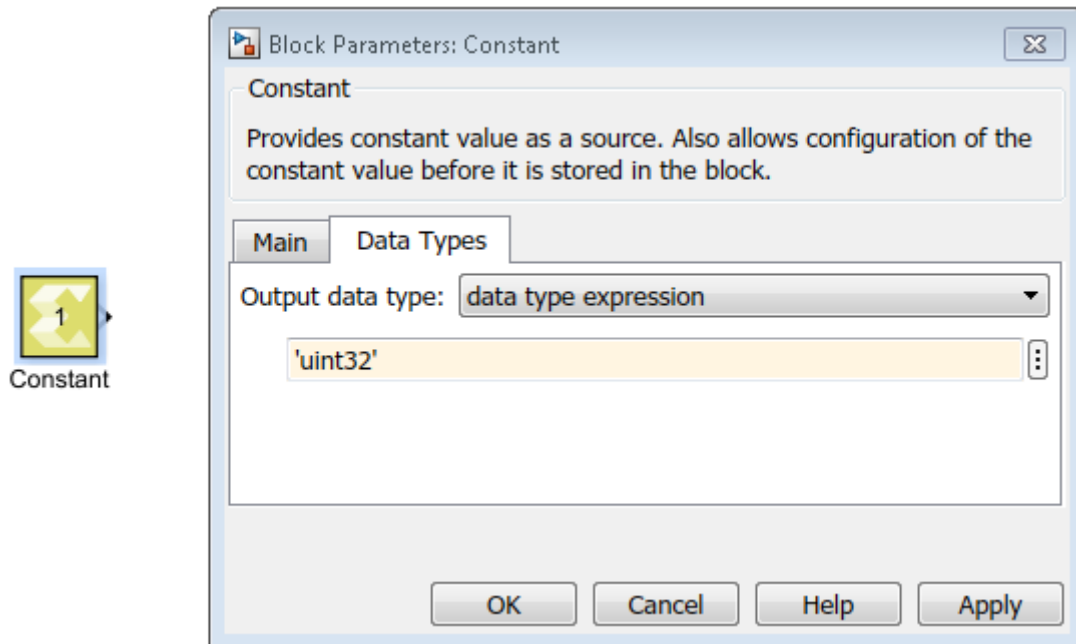 Block Parameters: Constant
Constant
Provides constant value as a source. Also allows configuration of the
constant value before it is stored in the block.
Main
Data Types
1
Constant
Output data type:
data type expression
'uint32'
OK
Cancel
Help
Apply